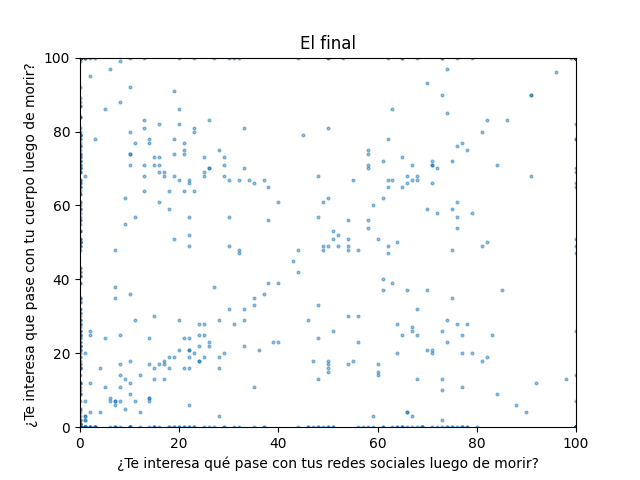 El final
100
80
60
40
20
0
¿Te interesa que pase con tu cuerpo luego de morir?
0 20 40 60 80 100
¿Te interesa qué pase con tus redes sociales luego de morir?